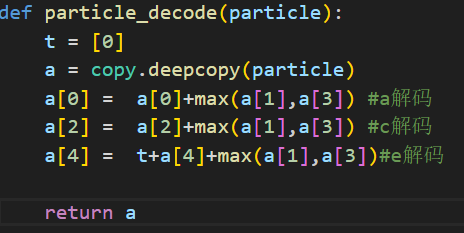 def particle_decode(particle):
    t = [0]
    a = copy.deepcopy(particle)
    a[0] =  a[0]+max(a[1],a[3]) #a解码
    a[2] =  a[2]+max(a[1],a[3]) #c解码
    a[4] =  t+a[4]+max(a[1],a[3])#e解码
    return a